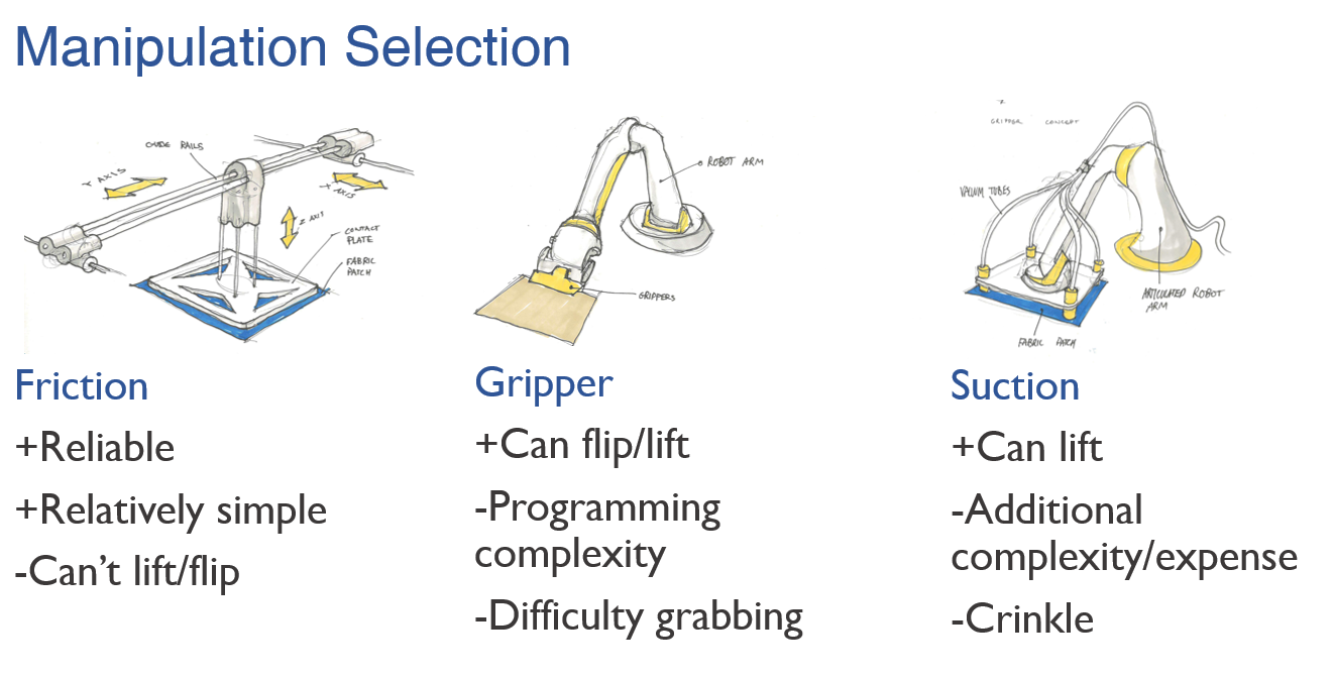 Manipulation Selection
GUIDE RAILS
Y AXIS
X AXIS
Z AXIS
CONTACT
PLATE
FABRIC
PATCH
ROBOT ARM
GRIPPERS
GRIPPER CONCEPT
VACUUM TUBES
ARTICULATED ROBOT
ARM
FABRIC PATCH
Friction
+Reliable
+Relatively simple
-Can't lift/flip
Gripper
+Can flip/lift
-Programming
complexity
-Difficulty grabbing
Suction
+Can lift
-Additional
complexity/expense
-Crinkle